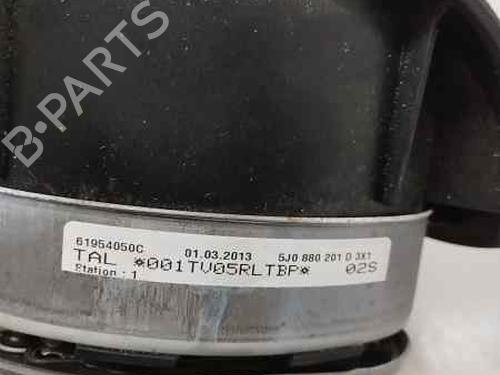 B-PARTS
61954050C 01.03.2013 5J0 880 201 D 3X1
TAL *001TV05RLTBP* 02S
Station : 1